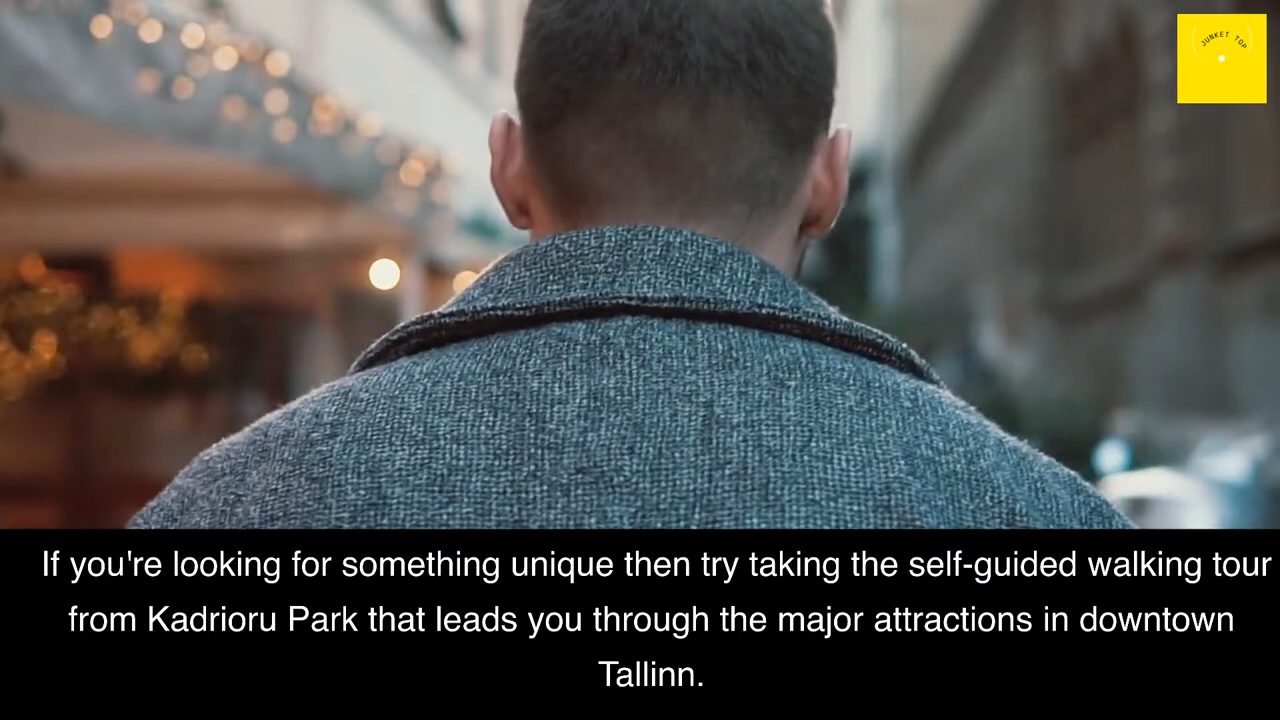 JUNKET TOP
If you're looking for something unique then try taking the self-guided walking tour
from Kadrioru Park that leads you through the major attractions in downtown
Tallinn.